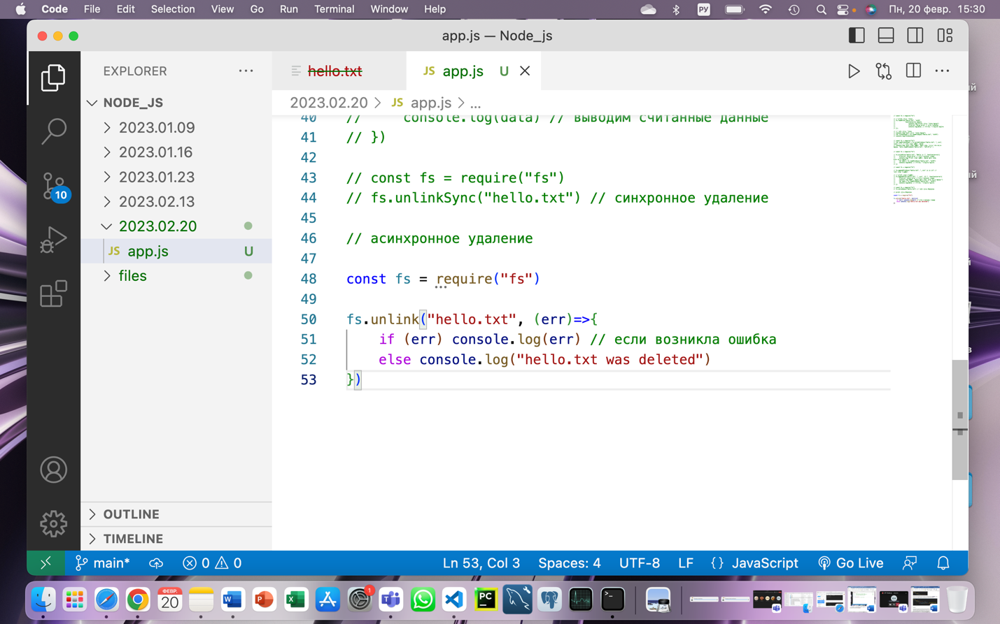 Code File Edit Selection View Go Run Terminal Window Help РУ Пн, 20 февр. 15:30
app.js — Node_js
EXPLORER
hello.txt
JS app.js U
NODE_JS
2023.02.20 > JS app.js > ...
2023.01.09
2023.01.16
2023.01.23
2023.02.13
2023.02.20
JS app.js U
files
10
40 // console.log(data) // выводим считанные данные
41 // })
42
43 // const fs = require("fs")
44 // fs.unlinkSync("hello.txt") // синхронное удаление
45
46 // асинхронное удаление
47
48 const fs = require("fs")
49
50 fs.unlink("hello.txt", (err)=>{
51 if (err) console.log(err) // если возникла ошибка
52 else console.log("hello.txt was deleted")
53 })
OUTLINE
TIMELINE
main* 0 0 Ln 53, Col 3 Spaces: 4 UTF-8 LF {} JavaScript Go Live
ФЕВР.
20
1
PC